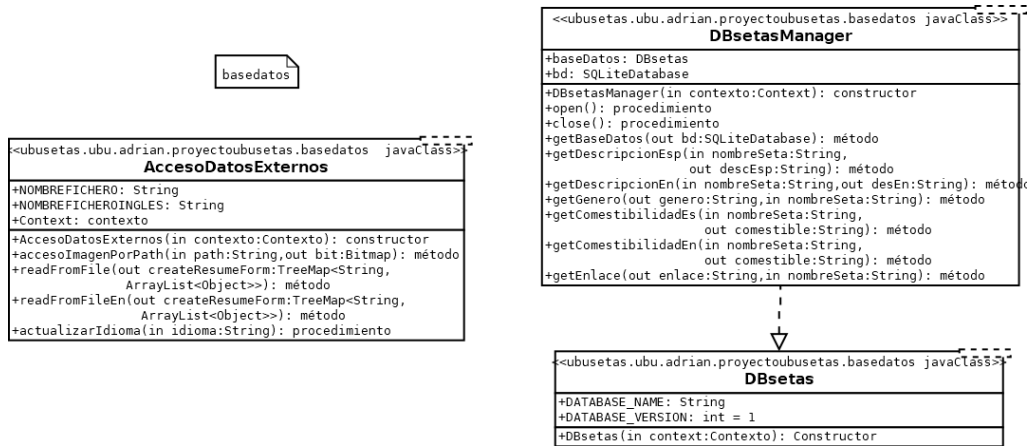 basedatos
<<ubusetas.ubu.adrian.proyectoubusetas.basedatos javaClass>>
AccesoDatosExternos
+NOMBREFICHERO: String
+NOMBREFICHEROINGLES: String
+Context: contexto
+AccesoDatosExternos(in contexto:Contexto): constructor
+accesoImagenPorPath(in path:String,out bit:Bitmap): método
+readFromFile(out createResumeForm:TreeMap<String,
ArrayList<Object>>): método
+readFromFileEn(out createResumeForm:TreeMap<String,
ArrayList<Object>>): método
+actualizarIdioma(in idioma:String): procedimiento
<<ubusetas.ubu.adrian.proyectoubusetas.basedatos javaClass>>
DBsetasManager
+baseDatos: DBsetas
+bd: SQLiteDatabase
+DBsetasManager(in contexto:Context): constructor
+open(): procedimiento
+close(): procedimiento
+getBaseDatos(out bd:SQLiteDatabase): método
+getDescripcionEsp(in nombreSeta:String,
out descEsp:String): método
+getDescripcionEn(in nombreSeta:String,out desEn:String): método
+getGenero(out genero:String,in nombreSeta:String): método
+getComestibilidadEs(in nombreSeta:String,
out comestible:String): método
+getComestibilidadEn(in nombreSeta:String,
out comestible:String): método
+getEnlace(out enlace:String,in nombreSeta:String): método
<<ubusetas.ubu.adrian.proyectoubusetas.basedatos javaClass>>
DBsetas
+DATABASE_NAME: String
+DATABASE_VERSION: int = 1
+DBsetas(in context:Contexto): Constructor